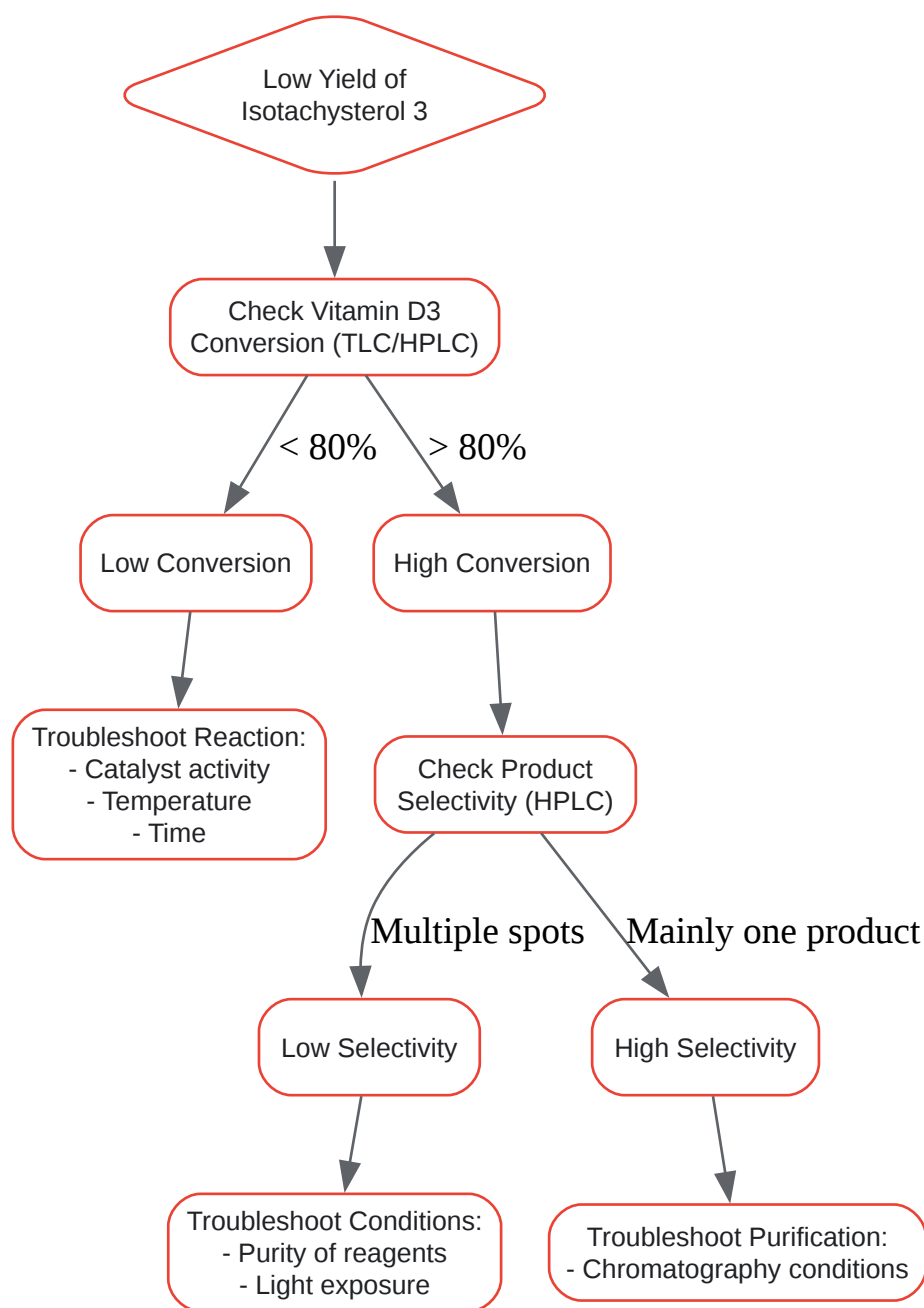 Low Yield of
Isotachysterol 3
Check Vitamin D3
Conversion (TLC/HPLC)
< 80%
> 80%
Low Conversion
High Conversion
Troubleshoot Reaction:
- Catalyst activity
- Temperature
- Time
Check Product
Selectivity (HPLC)
Multiple spots
Mainly one product
Low Selectivity
High Selectivity
Troubleshoot Conditions:
- Purity of reagents
- Light exposure
Troubleshoot Purification:
- Chromatography conditions